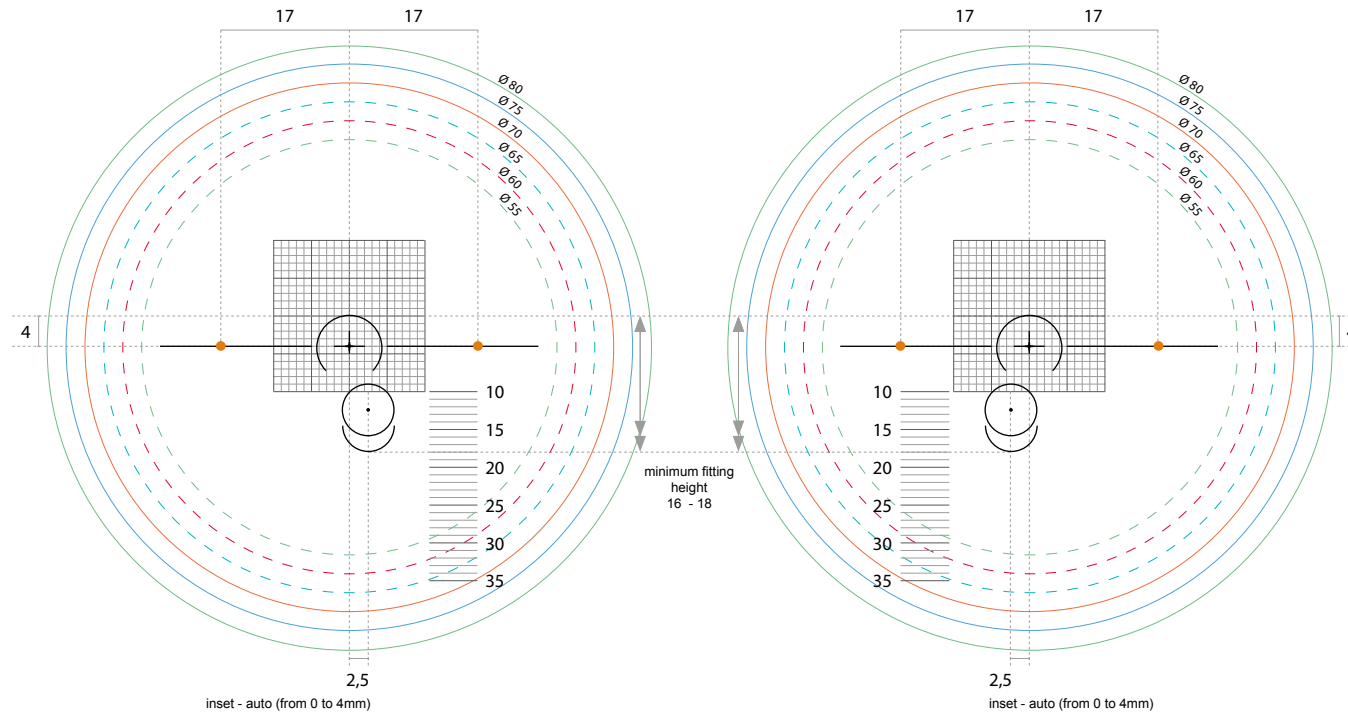 17 17
17 17
Ø 80
Ø 75
Ø 70
Ø 65
Ø 60
Ø 55
Ø 80
Ø 75
Ø 70
Ø 65
Ø 60
Ø 55
4
10
15
20
25
30
35
10
15
20
25
30
35
minimum fitting
height
16 - 18
2,5
inset - auto (from 0 to 4mm)
2,5
inset - auto (from 0 to 4mm)